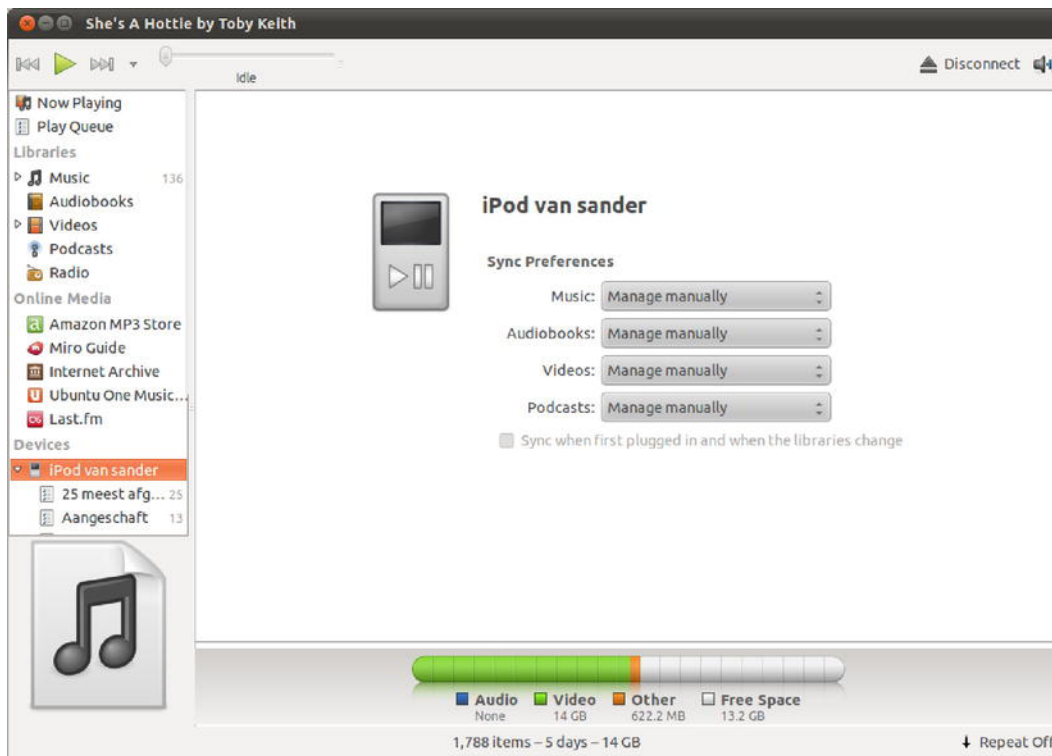 She's A Hottie by Toby Keith
Idle
Disconnect
Now Playing
Play Queue
Libraries
Music 136
Audiobooks
Videos
Podcasts
Radio
Online Media
Amazon MP3 Store
Miro Guide
Internet Archive
Ubuntu One Music...
Last.fm
Devices
iPod van sander
25 meest afg... 25
Aangeschaft 13
iPod van sander
Sync Preferences
Music: Manage manually
Audiobooks: Manage manually
Videos: Manage manually
Podcasts: Manage manually
Sync when first plugged in and when the libraries change
Audio Video Other Free Space
None 14 GB 622.2 MB 13.2 GB
1,788 items – 5 days – 14 GB
Repeat Off